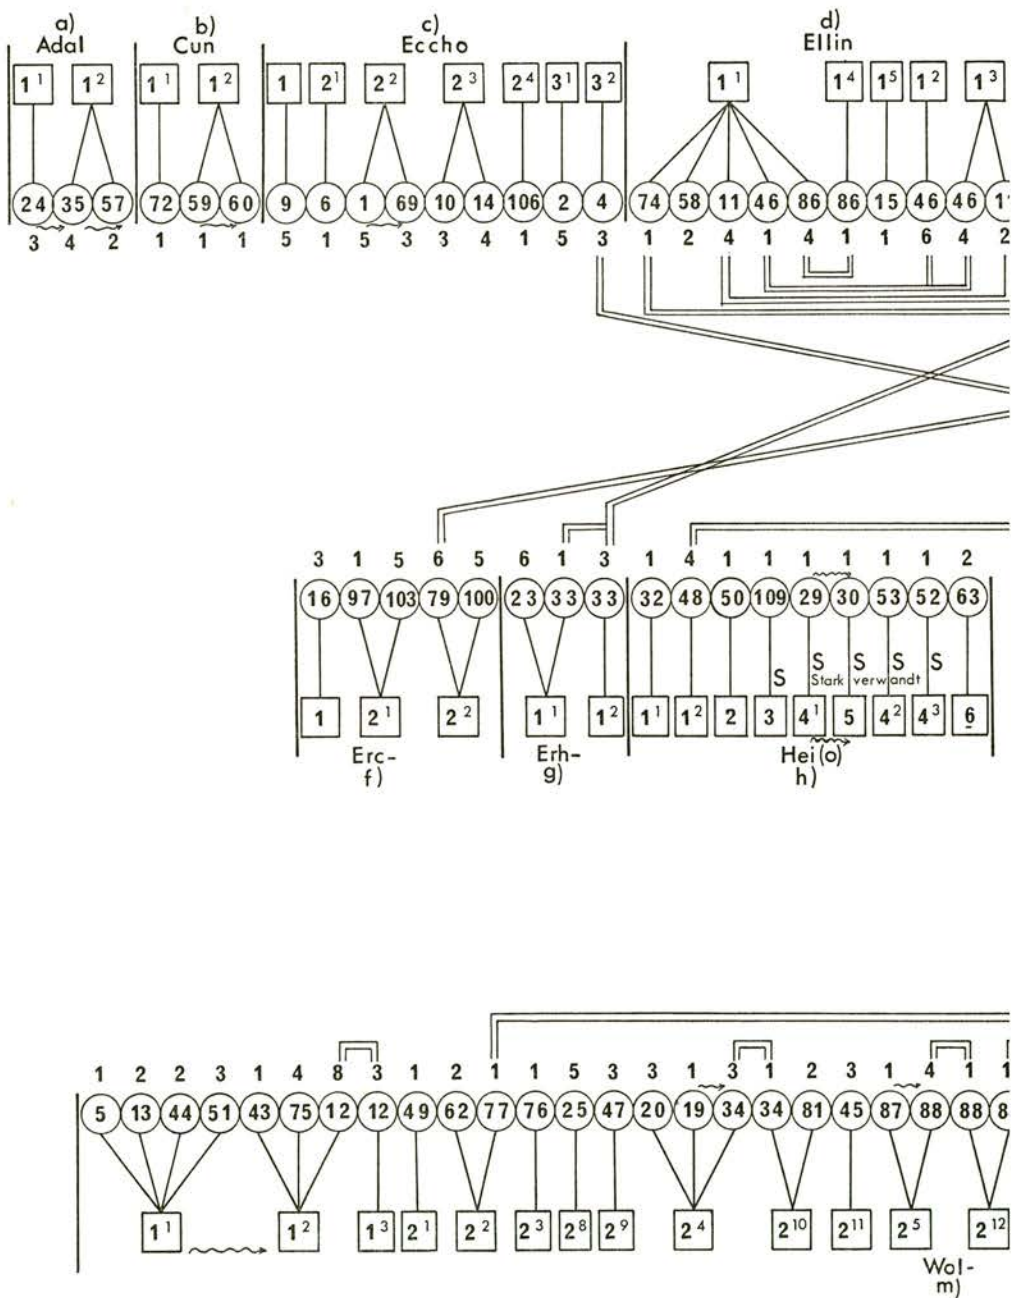 a) b) c) d)
Adal Cun Eccho Ellin
1¹ 1² 1¹ 1² 1 2¹ 2² 2³ 2⁴ 3¹ 3² 1¹ 1⁴ 1⁵ 1² 1³
24 35 57 72 59 60 9 6 1 69 10 14 106 2 4 74 58 11 46 86 86 15 46 46
3 4 2 1 1 1 5 1 5 3 3 4 1 5 3 1 2 4 1 4 1 1 6 4 2
3 1 5 6 5 6 1 3 1 4 1 1 1 1 1 1 2
16 97 103 79 100 23 33 33 32 48 50 109 29 30 53 52 63
S S S S S
Stark verwandt
1 2¹ 2² 1¹ 1² 1¹ 1² 2 3 4¹ 5 4² 4³ 6
Erc- Erh- Hei(o)
f) g) h)
1 2 2 3 1 4 8 3 1 2 1 1 5 3 3 1 3 1 2 3 1 4 1 1
5 13 44 51 43 75 12 12 49 62 77 76 25 47 20 19 34 34 81 45 87 88 88
1¹ 1² 1³ 2¹ 2² 2³ 2⁸ 2⁹ 2⁴ 2¹⁰ 2¹¹ 2⁵ 2¹²
Wol-
m)